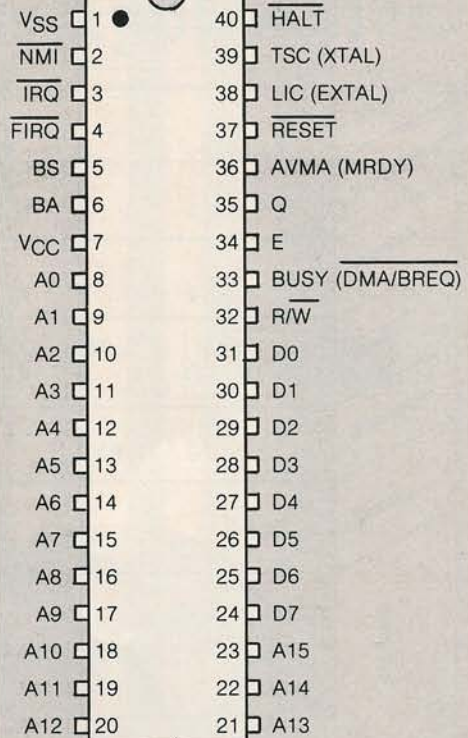 VSS 1 40 HALT
NMI 2 39 TSC (XTAL)
IRQ 3 38 LIC (EXTAL)
FIRQ 4 37 RESET
BS 5 36 AVMA (MRDY)
BA 6 35 Q
VCC 7 34 E
A0 8 33 BUSY (DMA/BREQ)
A1 9 32 R/W
A2 10 31 D0
A3 11 30 D1
A4 12 29 D2
A5 13 28 D3
A6 14 27 D4
A7 15 26 D5
A8 16 25 D6
A9 17 24 D7
A10 18 23 A15
A11 19 22 A14
A12 20 21 A13